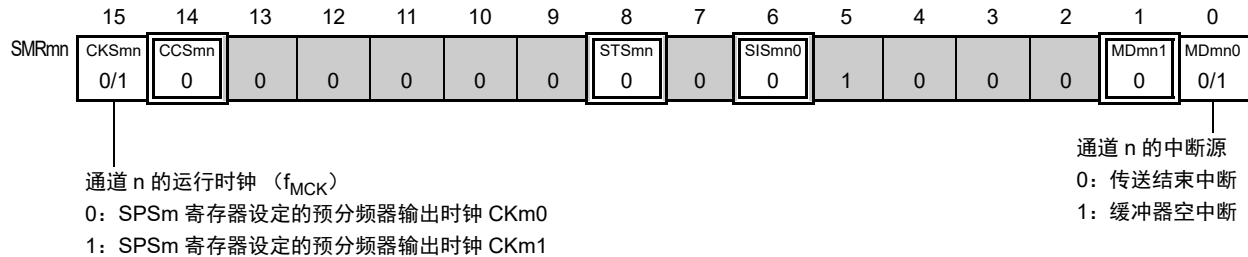 15 14 13 12 11 10 9 8 7 6 5 4 3 2 1 0
SMRmn CKSmn CCSmn STSmn SISmn0 MDmn1 MDmn0
0/1 0 0 0 0 0 0 0 0 0 1 0 0 0 0 0/1
通道 n 的运行时钟 （fMCK）
0：SPSm 寄存器设定的预分频器输出时钟 CKm0
1：SPSm 寄存器设定的预分频器输出时钟 CKm1
通道 n 的中断源
0：传送结束中断
1：缓冲器空中断